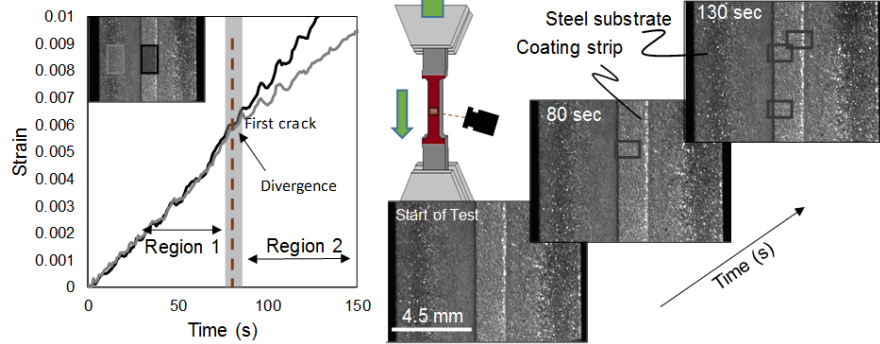 0.01
0.009
0.008
0.007
0.006
0.005
0.004
0.003
0.002
0.001
0
Strain
First crack
Divergence
Region 1
Region 2
0
50
100
150
Time (s)
Steel substrate
Coating strip
130 sec
80 sec
Start of Test
4.5 mm
Time (s)